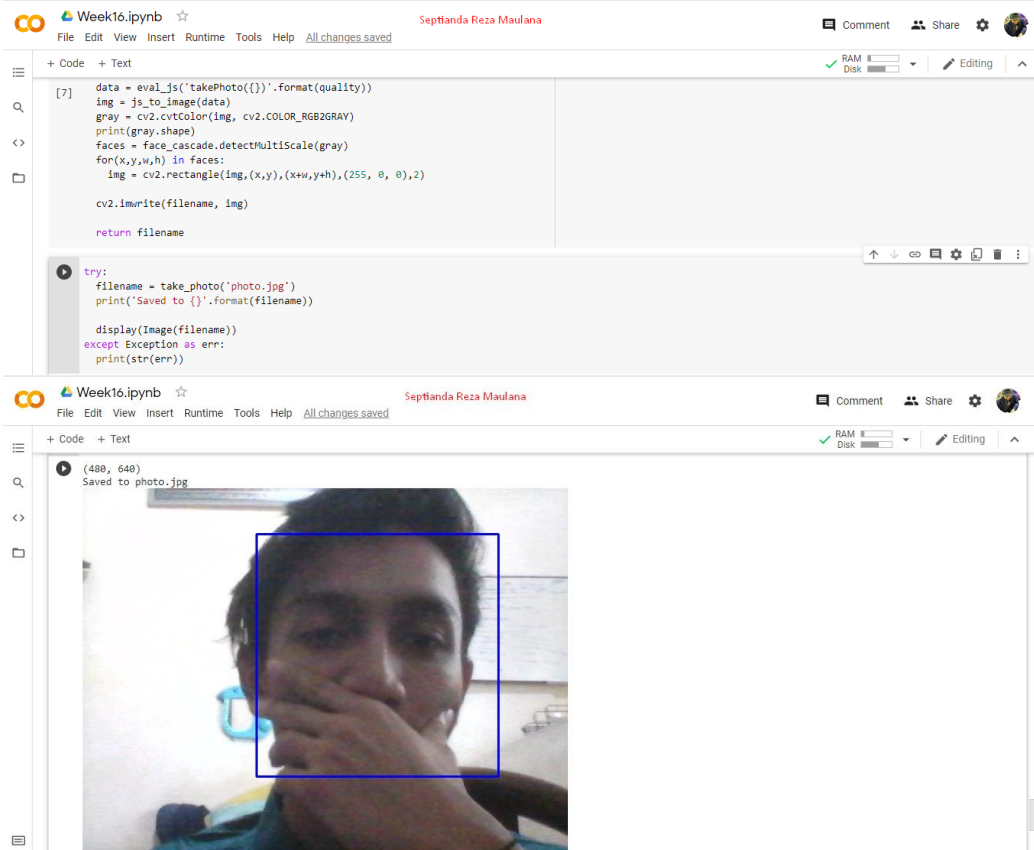 CO Week16.ipynb Septianda Reza Maulana Comment Share
File Edit View Insert Runtime Tools Help All changes saved
+ Code + Text RAM Disk Editing
[7] data = eval_js('takePhoto({})'.format(quality))
img = js_to_image(data)
gray = cv2.cvtColor(img, cv2.COLOR_RGB2GRAY)
print(gray.shape)
faces = face_cascade.detectMultiScale(gray)
for(x,y,w,h) in faces:
img = cv2.rectangle(img,(x,y),(x+w,y+h),(255, 0, 0),2)
cv2.imwrite(filename, img)
return filename
try:
filename = take_photo('photo.jpg')
print('Saved to {}'.format(filename))
display(Image(filename))
except Exception as err:
print(str(err))
CO Week16.ipynb Septianda Reza Maulana Comment Share
File Edit View Insert Runtime Tools Help All changes saved
+ Code + Text RAM Disk Editing
(480, 640)
Saved to photo.jpg